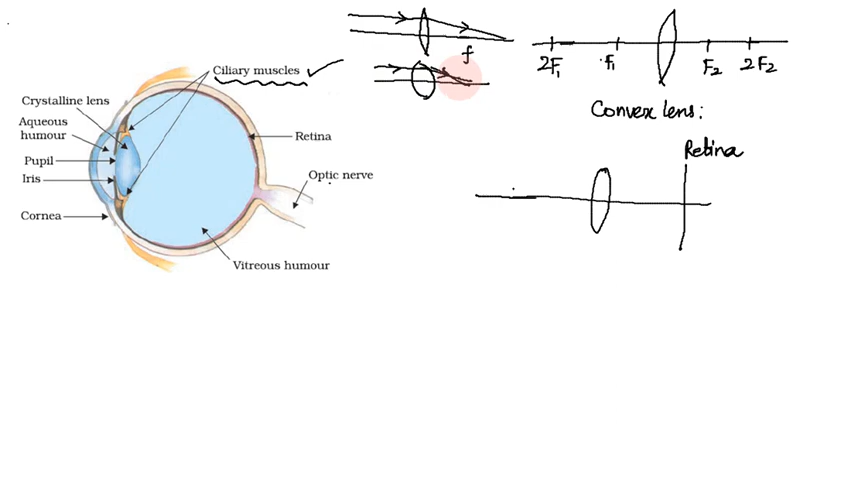 Ciliary muscles
Crystalline lens
Aqueous
humour
Pupil
Iris
Cornea
Retina
Optic nerve
Vitreous humour
f
2F₁
F₁
F₂
2F₂
Convex lens:
Retina